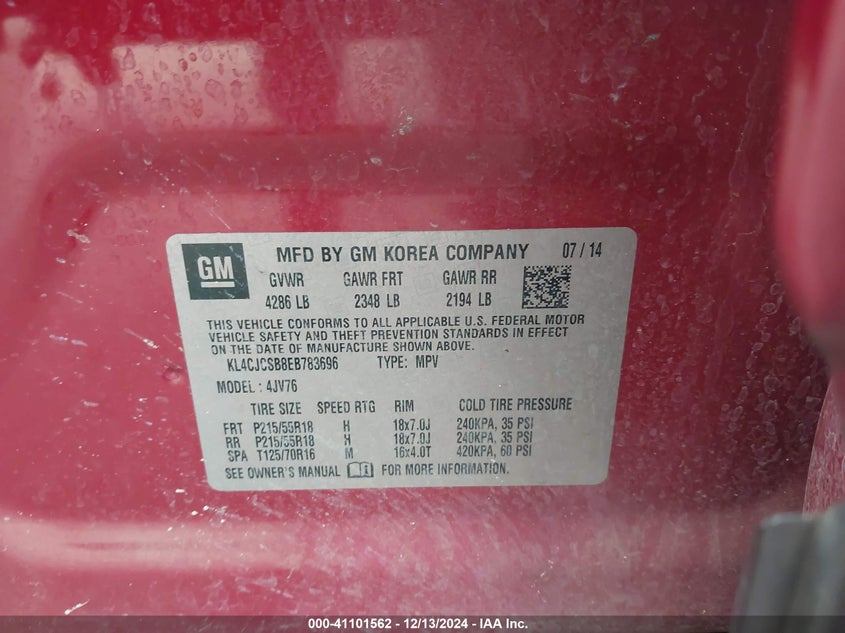 GM
MFD BY GM KOREA COMPANY 07/14
GVWR GAWR FRT GAWR RR
4286 LB 2348 LB 2194 LB
THIS VEHICLE CONFORMS TO ALL APPLICABLE U.S. FEDERAL MOTOR
VEHICLE SAFETY AND THEFT PREVENTION STANDARDS IN EFFECT
ON THE DATE OF MANUFACTURE SHOWN ABOVE.
KL4CJCSB8EB783696 TYPE: MPV
MODEL: 4JV76
TIRE SIZE SPEED RTG RIM COLD TIRE PRESSURE
FRT P215/55R18 H 18x7.0J 240KPA, 35 PSI
RR P215/55R18 H 18x7.0J 240KPA, 35 PSI
SPA T125/70R16 M 16x4.0T 420KPA, 60 PSI
SEE OWNER'S MANUAL FOR MORE INFORMATION.
000-41101562 - 12/13/2024 - IAA Inc.